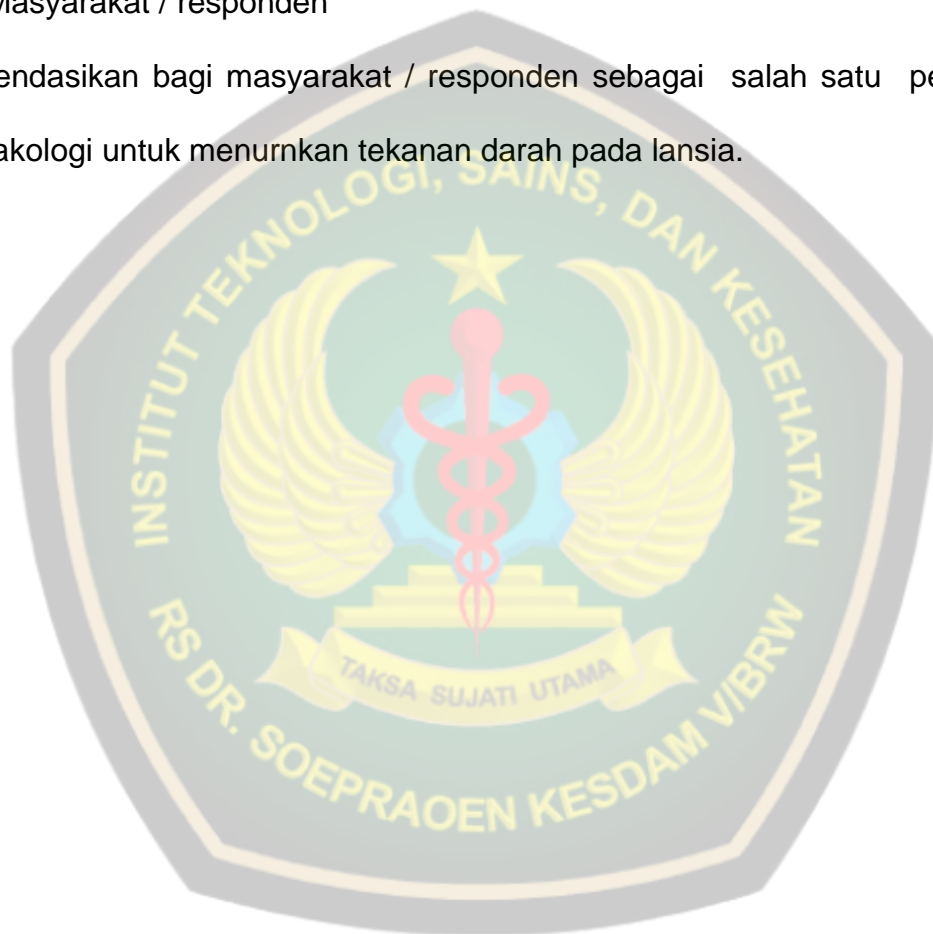 Masyarakat / responden
endasikan bagi masyarakat / responden sebagai salah satu pe
akologi untuk menurnkan tekanan darah pada lansia.
INSTITUT TEKNOLOGI, SAINS, DAN KESEHATAN
TAKSA SUJATI UTAMA
RS DR. SOEPRAOEN KESDAM V/BRW